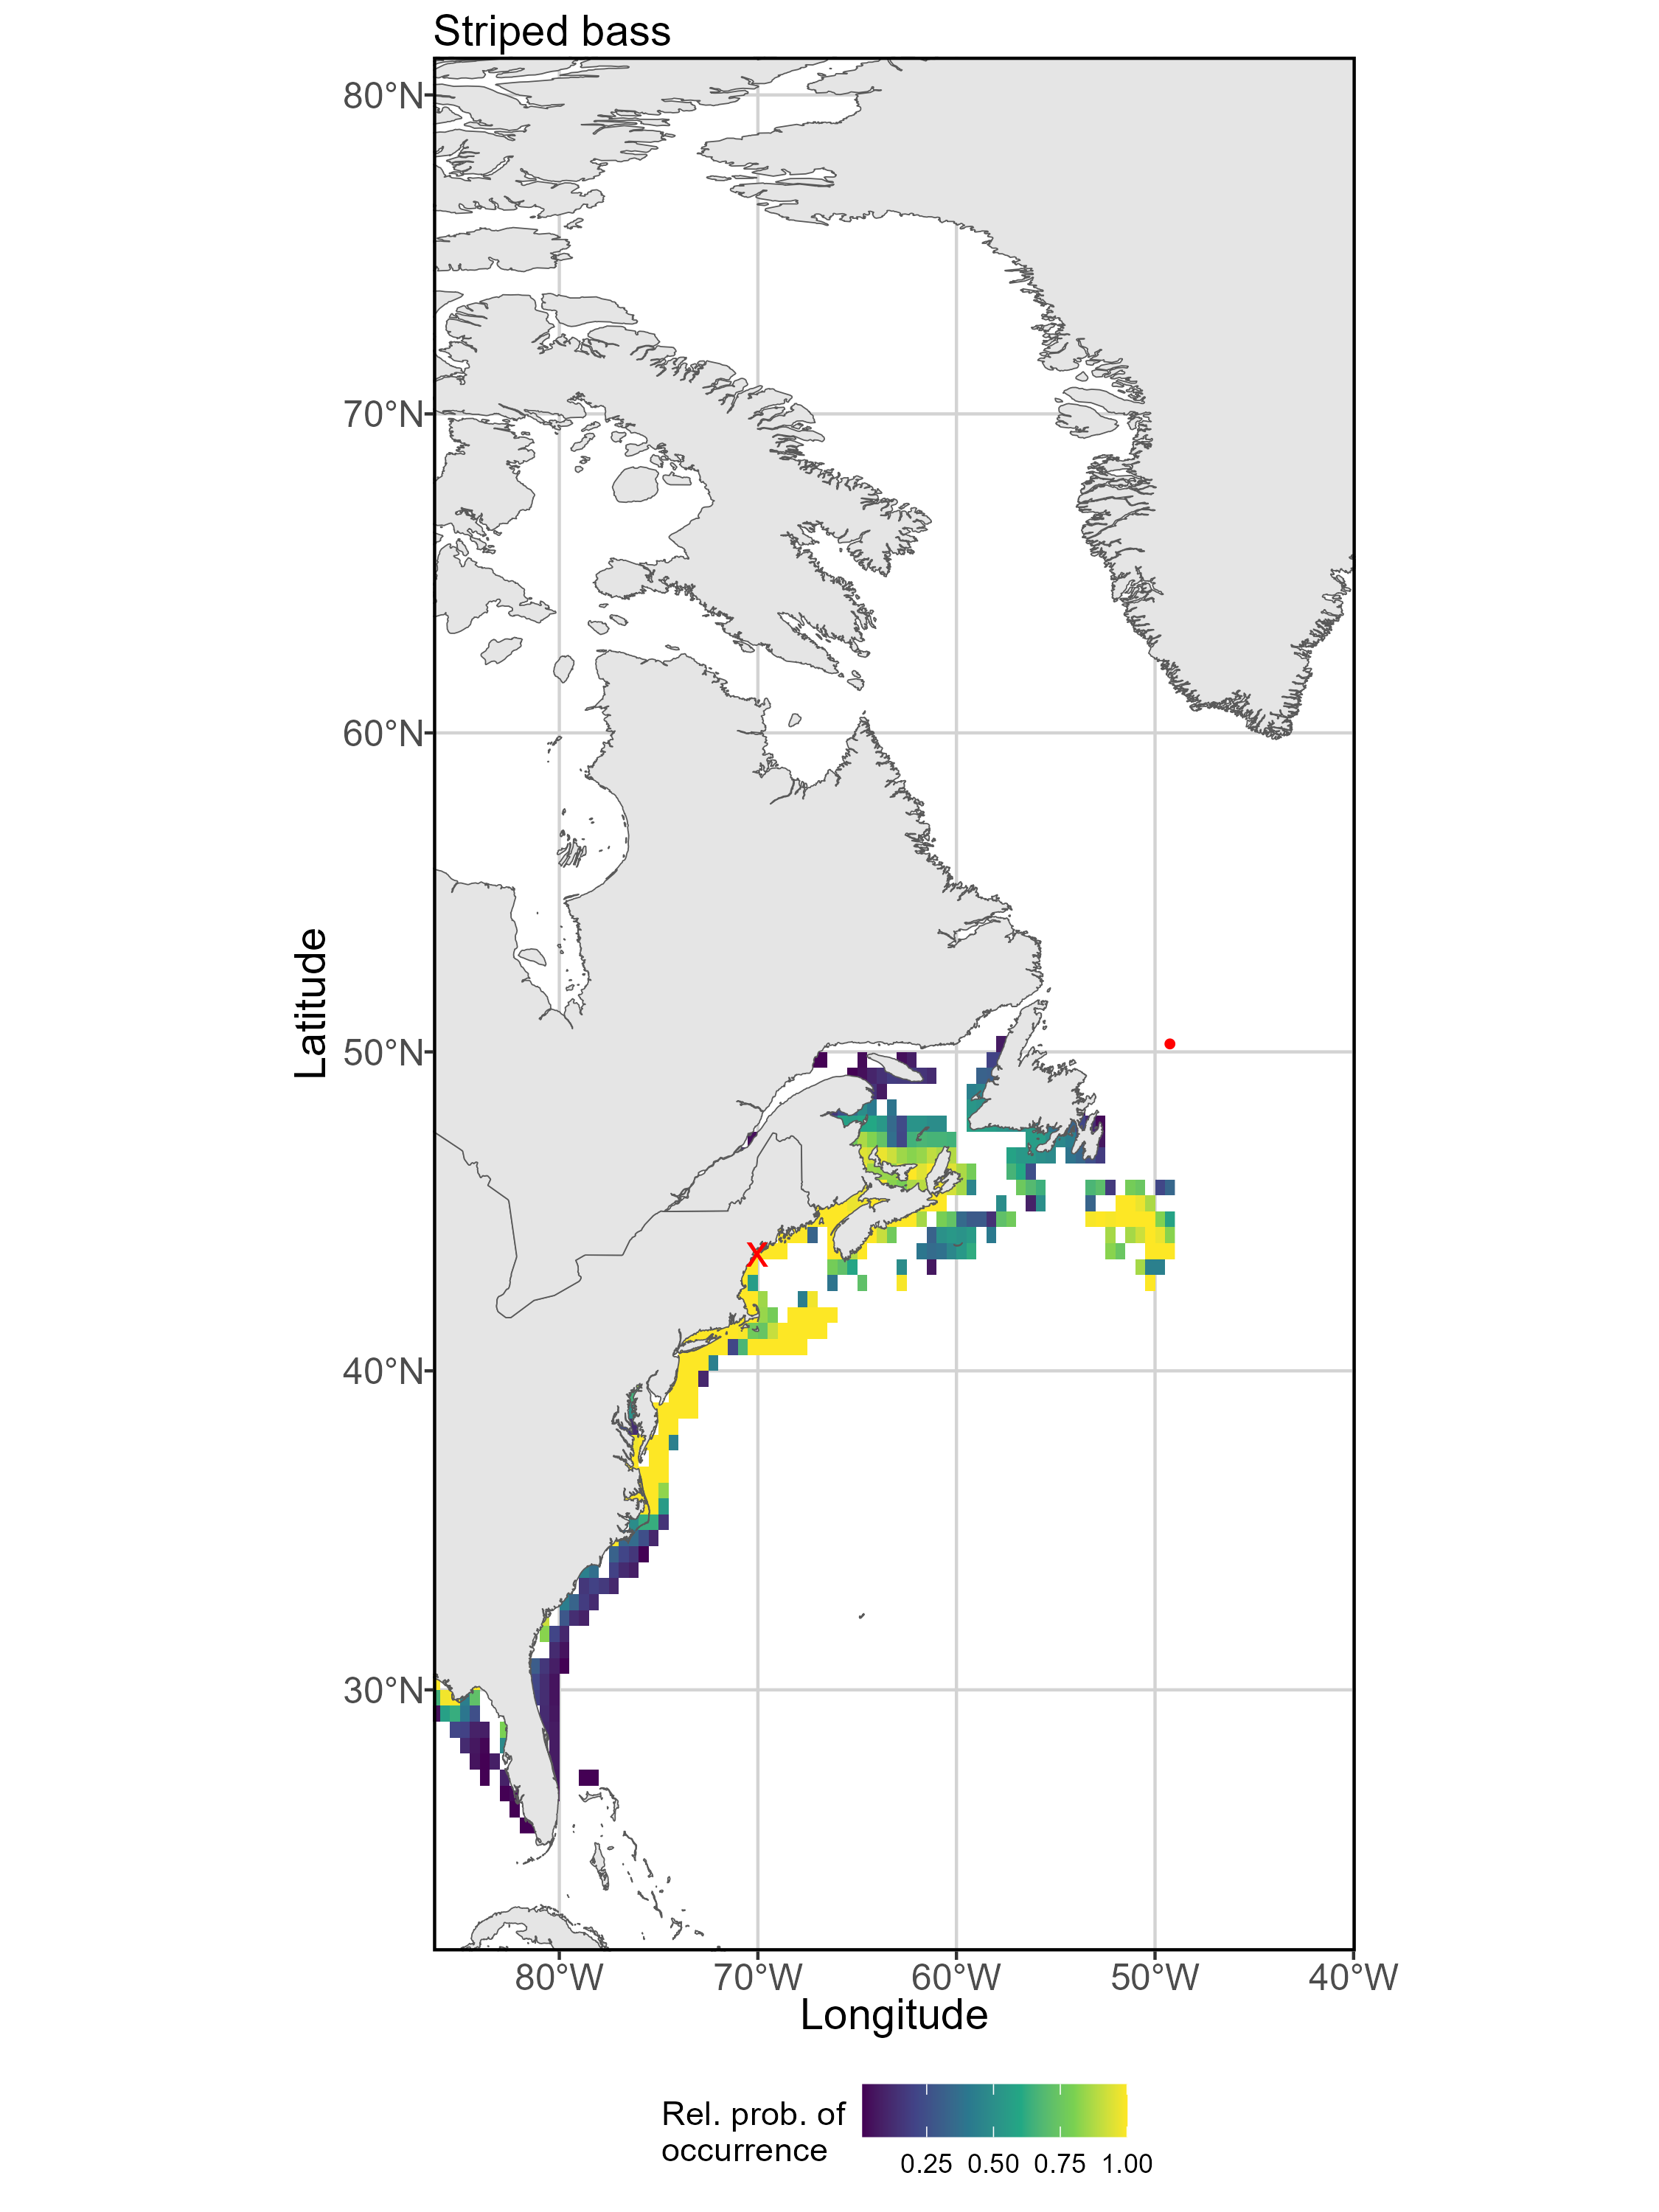 Striped bass
80°N
70°N
60°N
50°N
40°N
30°N
Latitude
X
80°W 70°W 60°W 50°W 40°W
Longitude
Rel. prob. of
occurrence
0.25 0.50 0.75 1.00